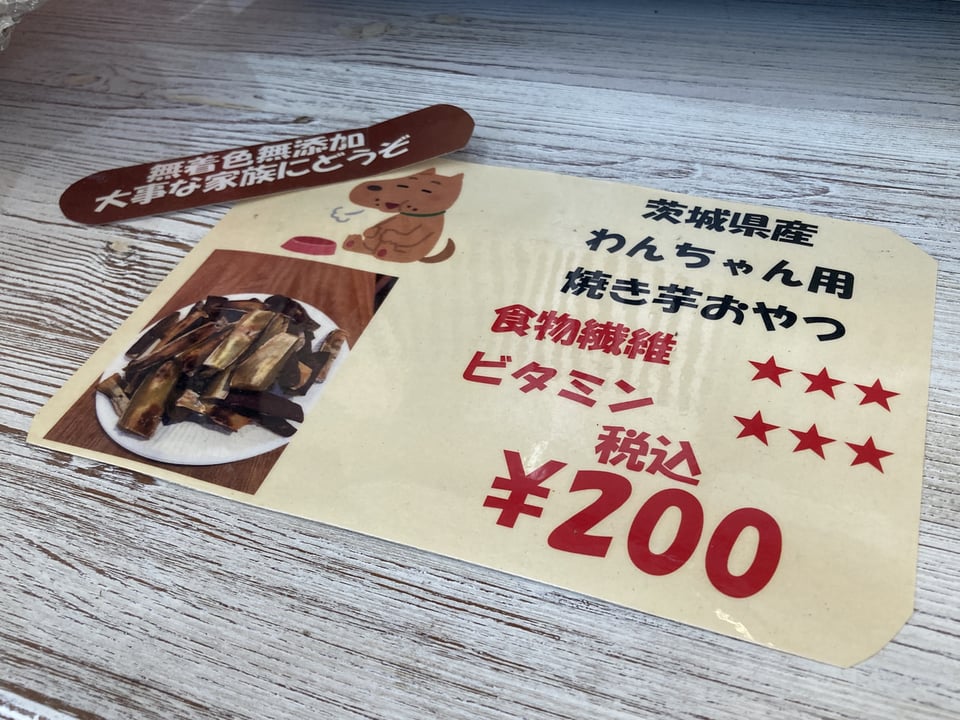 無着色無添加
大事な家族にどうぞ
茨城県産
わんちゃん用
焼き芋おやつ
食物繊維 ★★★
ビタミン ★★★
税込
¥200